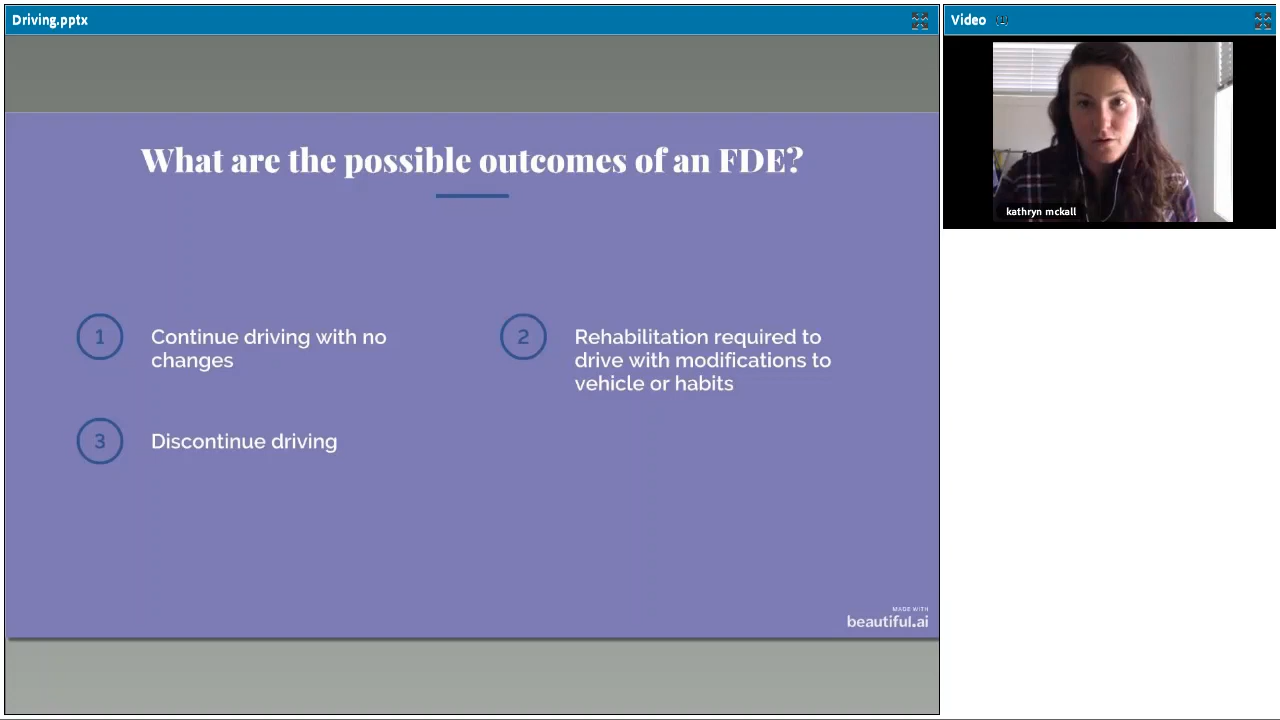 Driving.pptx
Video (1)
What are the possible outcomes of an FDE?
1
Continue driving with no
changes
2
Rehabilitation required to
drive with modifications to
vehicle or habits
3
Discontinue driving
MADE WITH
beautiful.ai
kathryn mckall